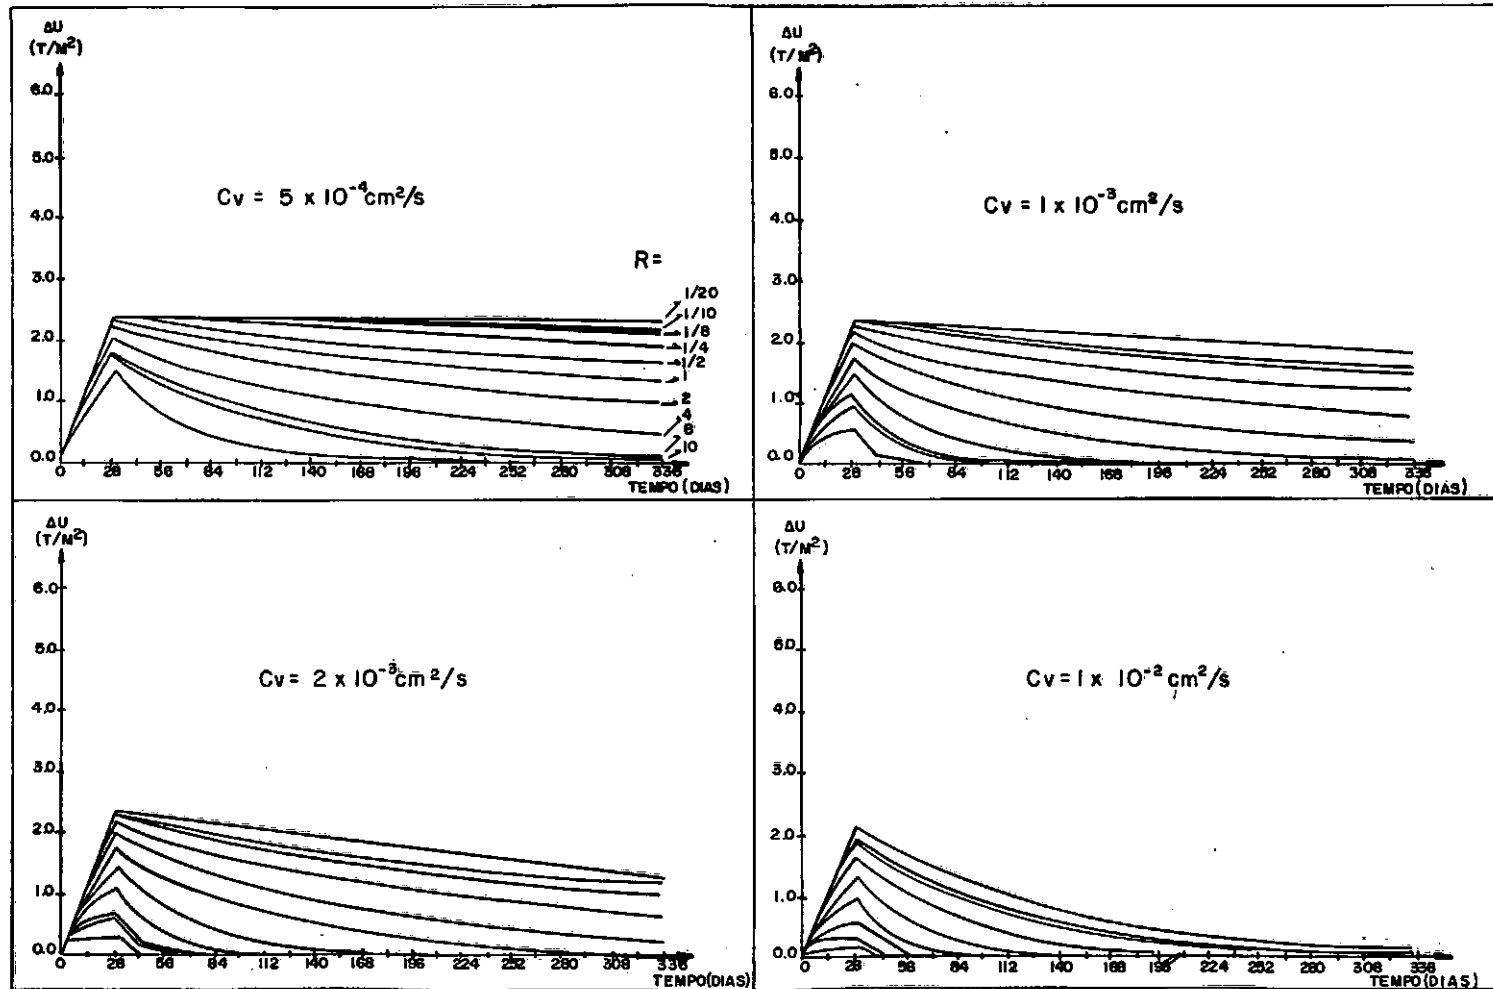 ΔU
(T/M²)
6.0
5.0
4.0
3.0
2.0
1.0
0.0
Cv = 5 x 10⁻⁴cm²/s
R=
1/20
1/10
1/8
1/4
1/2
1
2
4
8
10
0 28 56 84 112 140 168 196 224 252 280 308 336
TEMPO(DIAS)
ΔU
(T/M²)
6.0
5.0
4.0
3.0
2.0
1.0
0.0
Cv = 1 x 10⁻³cm²/s
0 28 56 84 112 140 168 196 224 252 280 308 336
TEMPO(DIAS)
ΔU
(T/M²)
6.0
5.0
4.0
3.0
2.0
1.0
0.0
Cv = 2 x 10⁻³cm²/s
0 28 56 84 112 140 168 196 224 252 280 308 336
TEMPO(DIAS)
ΔU
(T/M²)
6.0
5.0
4.0
3.0
2.0
1.0
0.0
Cv = 1 x 10⁻² cm²/s
0 28 56 84 112 140 168 196 224 252 280 308 336
TEMPO(DIAS)